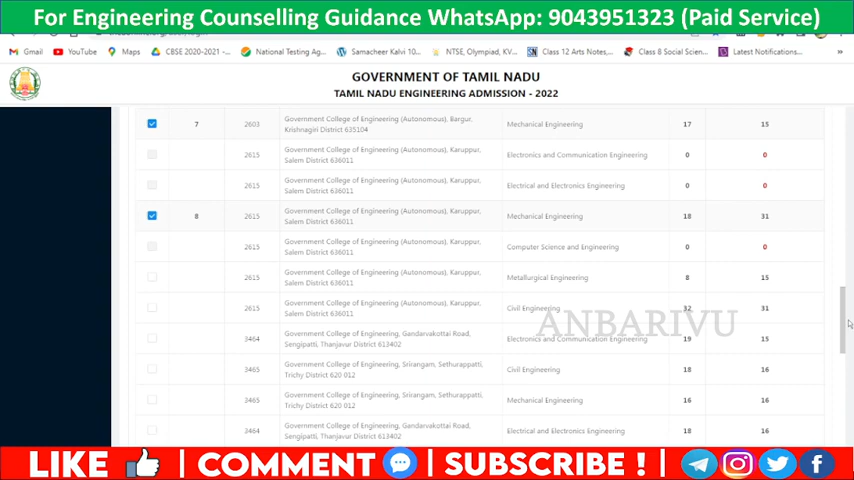 For Engineering Counselling Guidance WhatsApp: 9043951323 (Paid Service)
Gmail YouTube Maps CBSE 2020-2021 - National Testing Ag... Samacheer Kalvi 10... NTSE, Olympiad, KV... Class 12 Arts Notes,... Class 8 Social Scien... Latest Notifications...
GOVERNMENT OF TAMIL NADU
TAMIL NADU ENGINEERING ADMISSION - 2022
7 2603 Government College of Engineering (Autonomous), Bargur, Krishnagiri District 635104 Mechanical Engineering 17 15
2615 Government College of Engineering (Autonomous), Karuppur, Salem District 636011 Electronics and Communication Engineering 0 0
2615 Government College of Engineering (Autonomous), Karuppur, Salem District 636011 Electrical and Electronics Engineering 0 0
8 2615 Government College of Engineering (Autonomous), Karuppur, Salem District 636011 Mechanical Engineering 18 31
2615 Government College of Engineering (Autonomous), Karuppur, Salem District 636011 Computer Science and Engineering 0 0
2615 Government College of Engineering (Autonomous), Karuppur, Salem District 636011 Metallurgical Engineering 8 15
2615 Government College of Engineering (Autonomous), Karuppur, Salem District 636011 Civil Engineering 32 31
ANBARIVU
3464 Government College of Engineering, Gandarvakottai Road, Sengipatti, Thanjavur District 613402 Electronics and Communication Engineering 19 15
3465 Government College of Engineering, Srirangam, Sethurappatti, Trichy District 620 012 Civil Engineering 18 16
3465 Government College of Engineering, Srirangam, Sethurappatti, Trichy District 620 012 Mechanical Engineering 16 16
3464 Government College of Engineering, Gandarvakottai Road, Sengipatti, Thanjavur District 613402 Electrical and Electronics Engineering 18 16
LIKE | COMMENT | SUBSCRIBE ! |